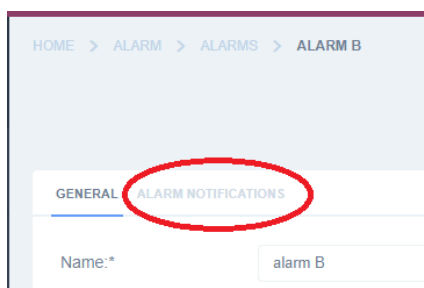 HOME > ALARM > ALARMS > ALARM B
GENERAL ALARM NOTIFICATIONS
Name:* alarm B